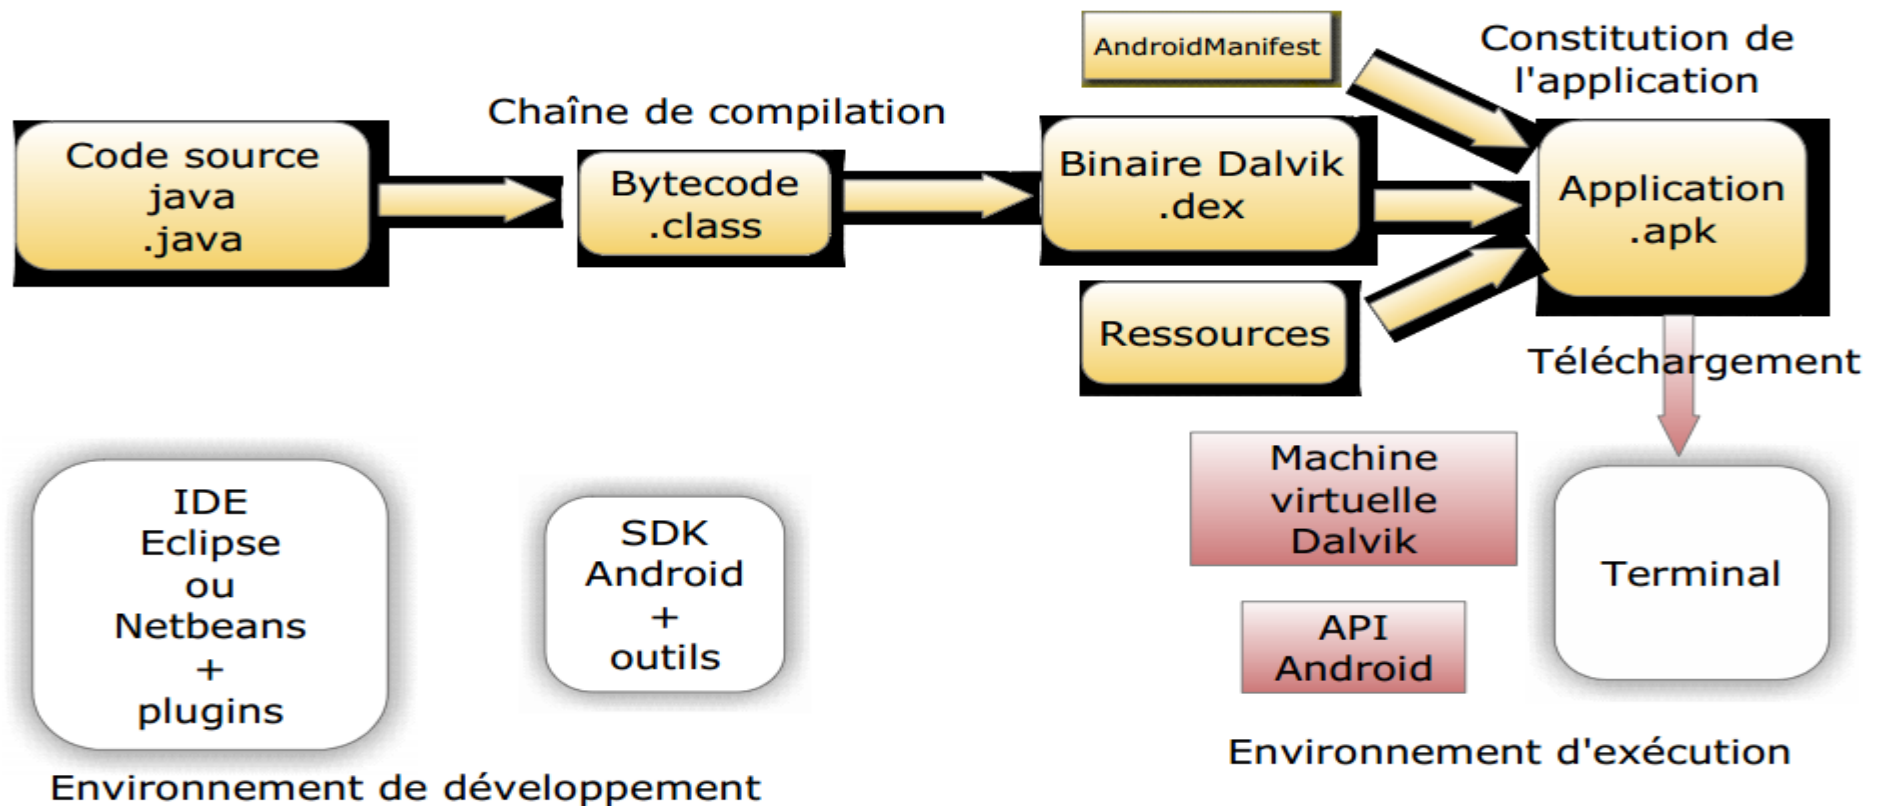 AndroidManifest
Constitution de
l'application
Chaîne de compilation
Code source
java
.java
Bytecode
.class
Binaire Dalvik
.dex
Application
.apk
Ressources
Téléchargement
IDE
Eclipse
ou
Netbeans
+
plugins
SDK
Android
+
outils
Environnement de développement
Machine
virtuelle
Dalvik
API
Android
Terminal
Environnement d'exécution